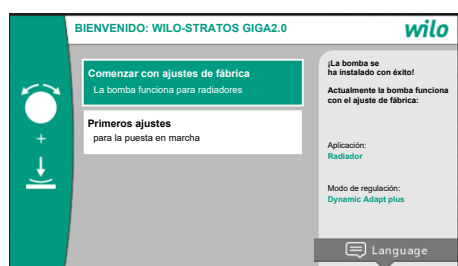 BIENVENIDO: WILO-STRATOS GIGA2.0
wilo
Comenzar con ajustes de fábrica
La bomba funciona para radiadores
Primeros ajustes
para la puesta en marcha
¡La bomba se
ha instalado con éxito!
Actualmente la bomba funciona
con el ajuste de fábrica:
Aplicación:
Radiador
Modo de regulación:
Dynamic Adapt plus
+
Language